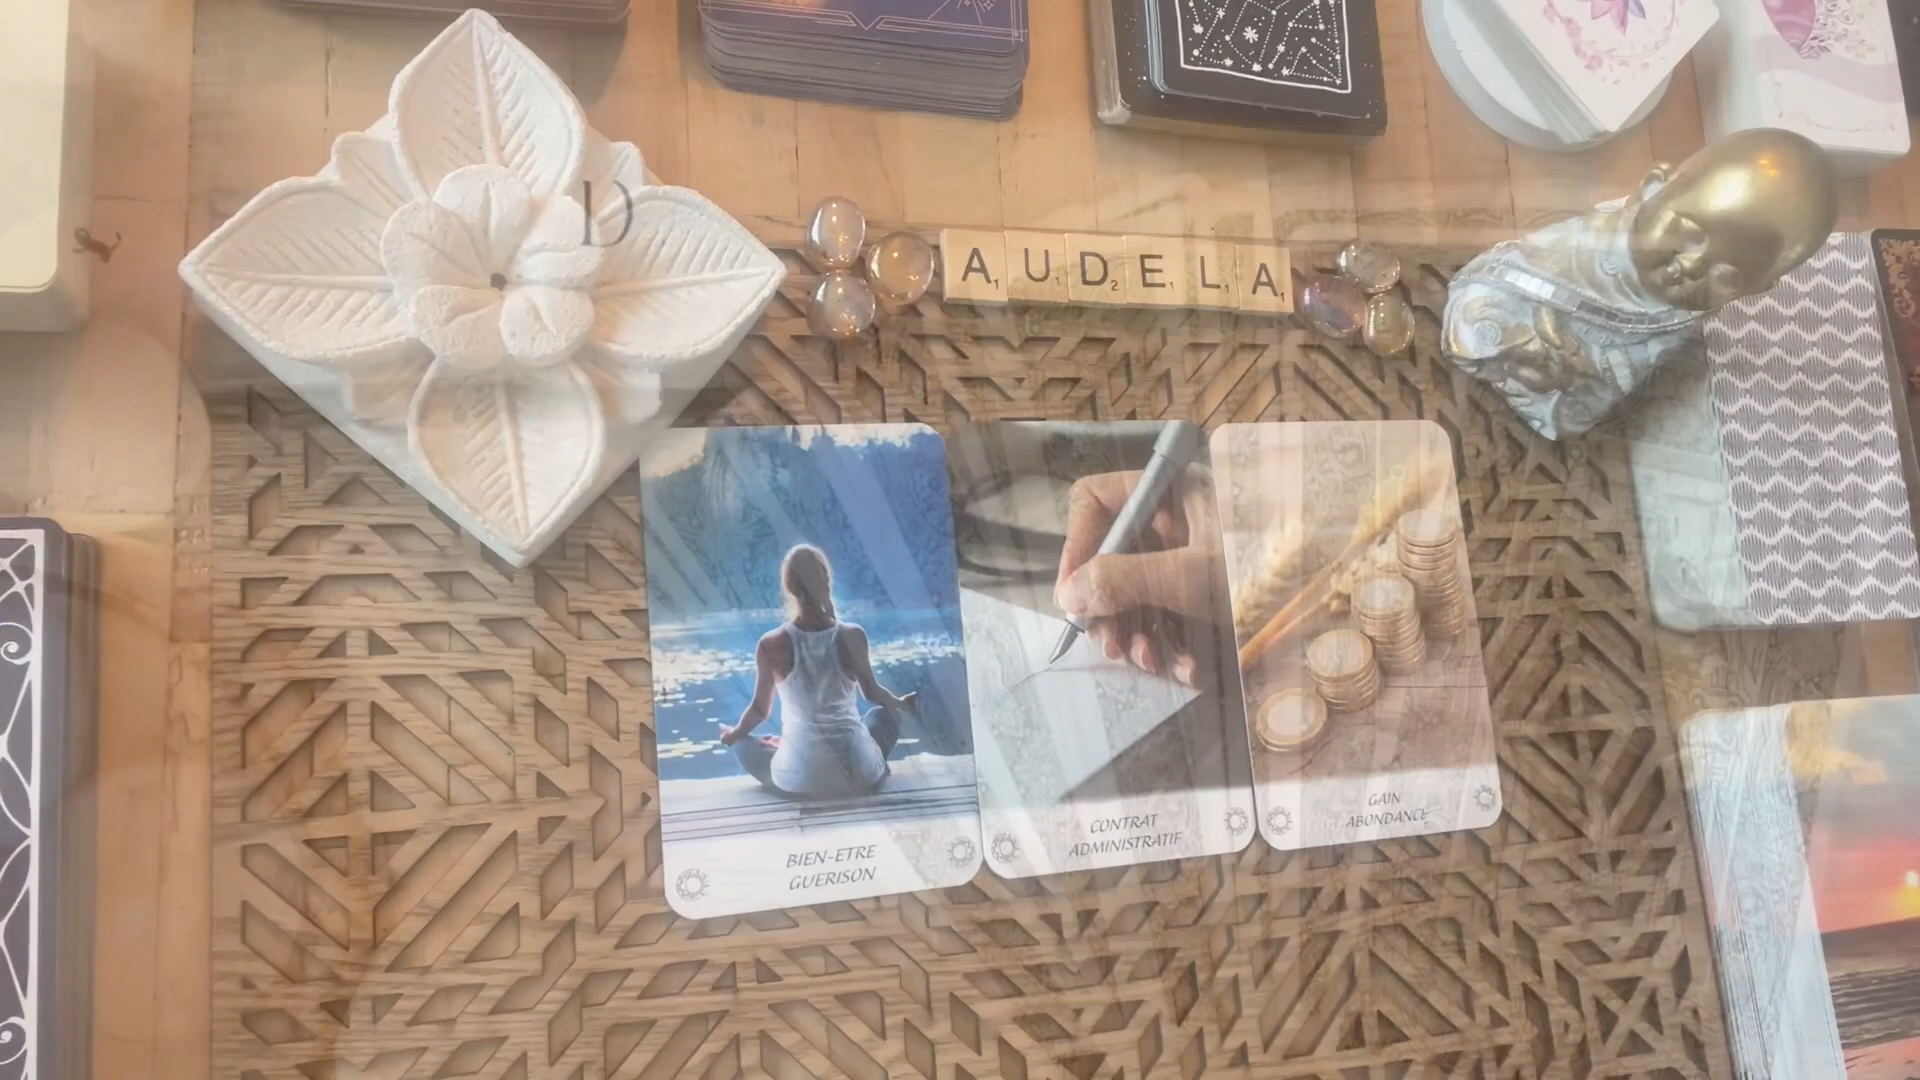 D
AUDELA
BIEN-ETRE
GUERISON
CONTRAT
ADMINISTRATIF
GAIN
ABONDANCE